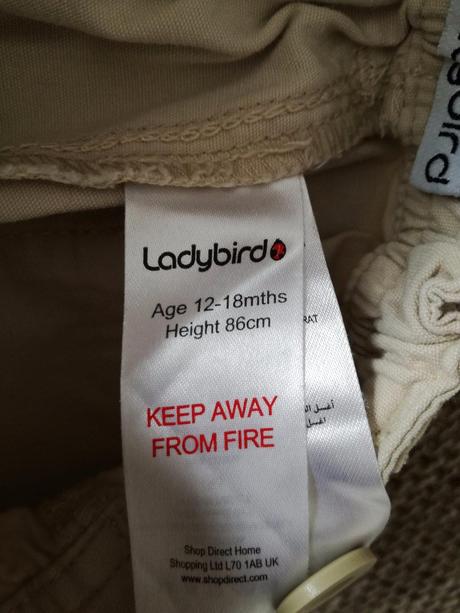 Ladybird
Age 12-18mths
Height 86cm
KEEP AWAY
FROM FIRE
Shop Direct Home
Shopping Ltd L70 1AB UK
www.shopdirect.com
RAT